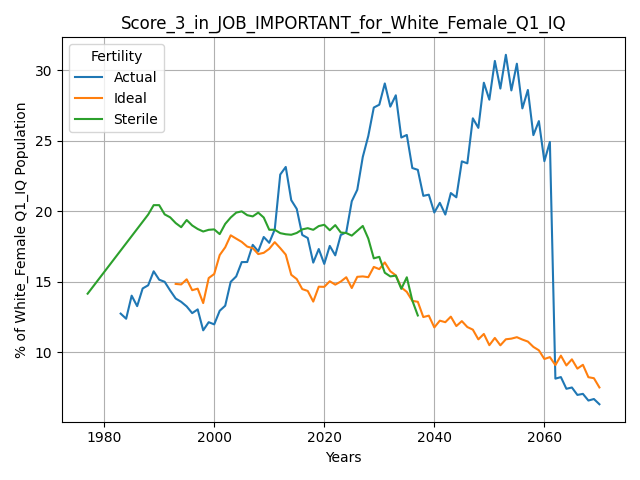 Score_3_in_JOB_IMPORTANT_for_White_Female_Q1_IQ
Fertility
Actual
Ideal
Sterile
% of White_Female Q1_IQ Population
30
25
20
15
10
1980 2000 2020 2040 2060
Years